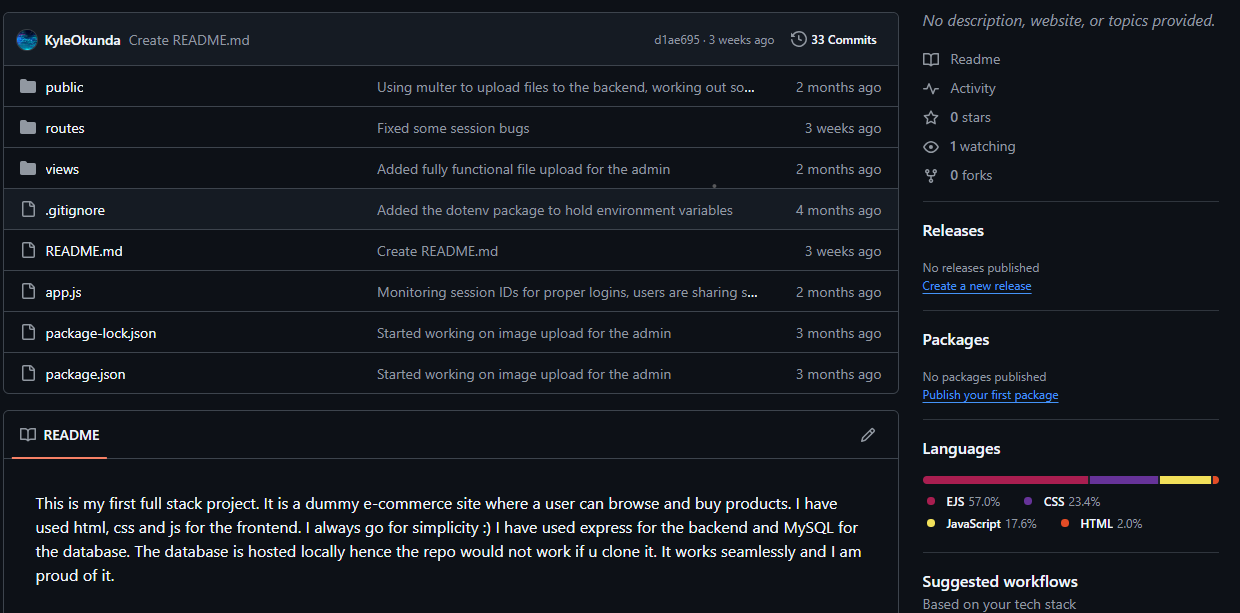 KyleOkunda Create README.md d1ae695 · 3 weeks ago 33 Commits
public Using multer to upload files to the backend, working out so... 2 months ago
routes Fixed some session bugs 3 weeks ago
views Added fully functional file upload for the admin 2 months ago
.gitignore Added the dotenv package to hold environment variables 4 months ago
README.md Create README.md 3 weeks ago
app.js Monitoring session IDs for proper logins, users are sharing s... 2 months ago
package-lock.json Started working on image upload for the admin 3 months ago
package.json Started working on image upload for the admin 3 months ago
README
This is my first full stack project. It is a dummy e-commerce site where a user can browse and buy products. I have
used html, css and js for the frontend. I always go for simplicity :) I have used express for the backend and MySQL for
the database. The database is hosted locally hence the repo would not work if u clone it. It works seamlessly and I am
proud of it.
No description, website, or topics provided.
Readme
Activity
0 stars
1 watching
0 forks
Releases
No releases published
Create a new release
Packages
No packages published
Publish your first package
Languages
EJS 57.0% CSS 23.4%
JavaScript 17.6% HTML 2.0%
Suggested workflows
Based on your tech stack